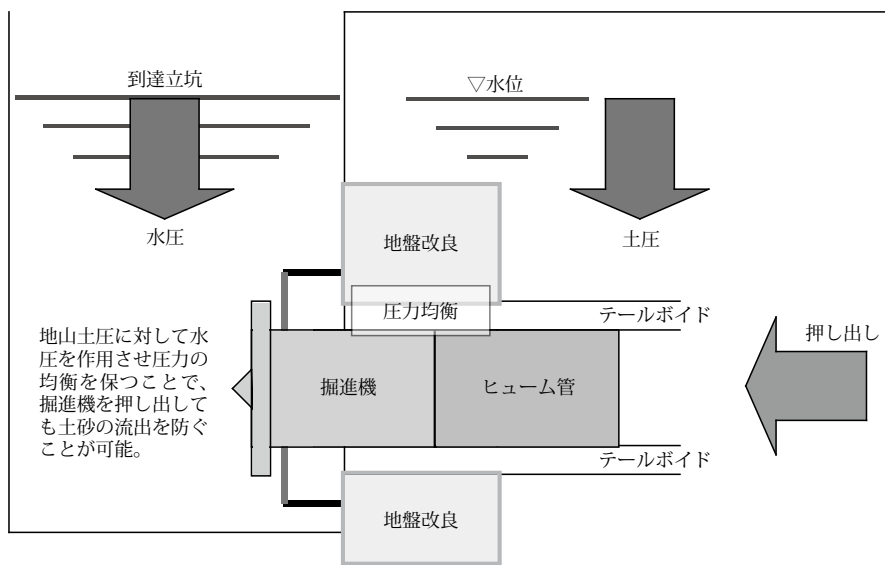 到達立坑
▽水位
水圧
地盤改良
土圧
圧力均衡
テールボイド
押し出し
地山土圧に対して水
圧を作用させ圧力の
均衡を保つことで、
掘進機を押し出して
も土砂の流出を防ぐ
ことが可能。
掘進機
ヒューム管
テールボイド
地盤改良